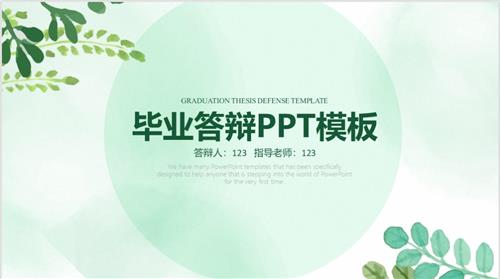 GRADUATION THESIS DEFENSE TEMPLATE
毕业答辩PPT模板
答辩人：123 指导老师：123
We have many PowerPoint templates that has been specifically
designed to help anyone that is stepping into the world of PowerPoint
for the very first time.